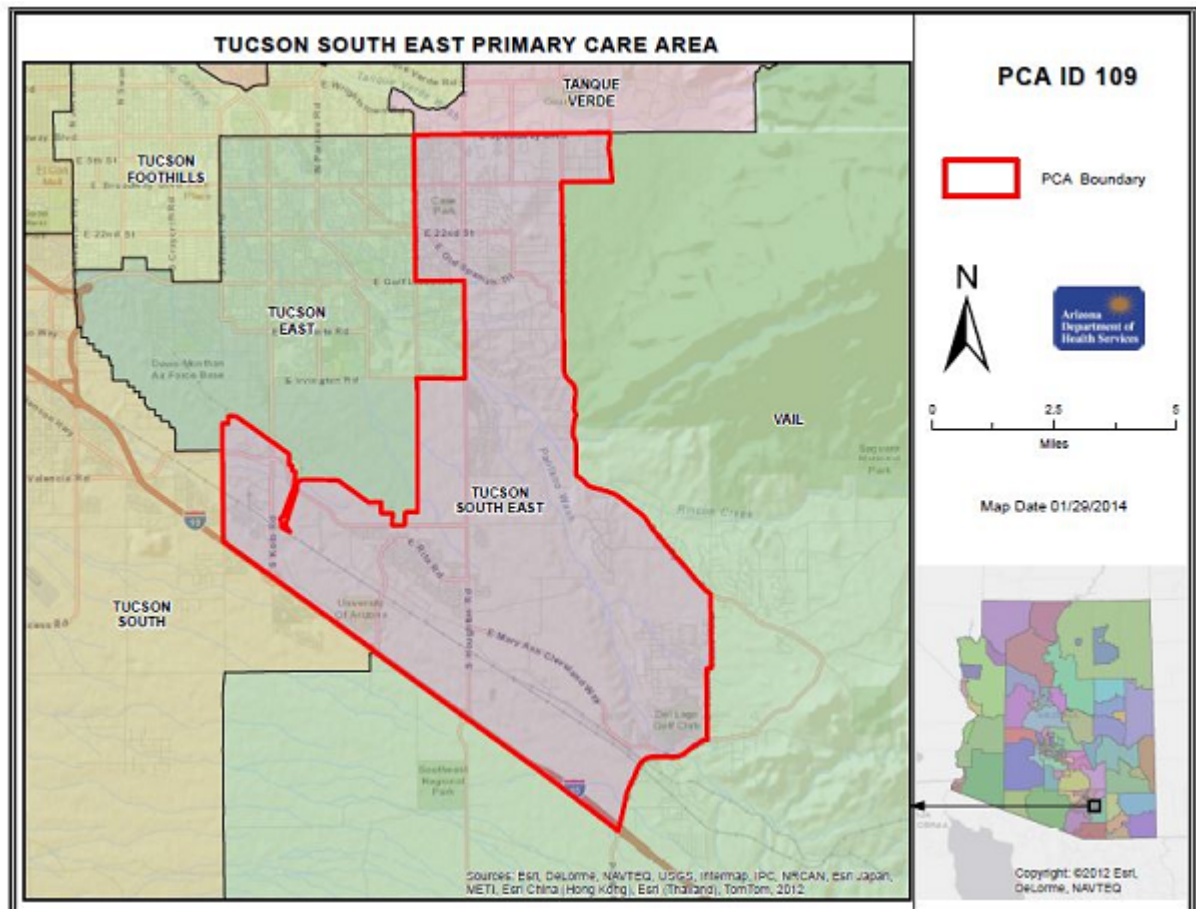 TUCSON SOUTH EAST PRIMARY CARE AREA
TANQUE
VERDE
TUCSON
FOOTHILLS
E 5th St
E Broadway Blvd
E 22nd St
E Old Spanish Trl
TUCSON
EAST
E Irvington Rd
Davis-Monthan
Air Force Base
Valencia Rd
10
S Kolb Rd
TUCSON
SOUTH EAST
Pantano Wash
VAIL
Saguaro
National
Park
Rincon Creek
E Rita Rd
University
Of Arizona
S Houghton Rd
E Mary Ann Cleveland Way
TUCSON
SOUTH
Del Lago
Golf Club
Southeast
Regional
Park
Sources: Esri, DeLorme, NAVTEQ, USGS, Intermap, IPC, NRCAN, Esri Japan,
METI, Esri China (Hong Kong), Esri (Thailand), TomTom, 2012
PCA ID 109
PCA Boundary
N
Arizona
Department of
Health Services
0 2.5 5
Miles
Map Date 01/29/2014
Copyright: ©2012 Esri,
DeLorme, NAVTEQ